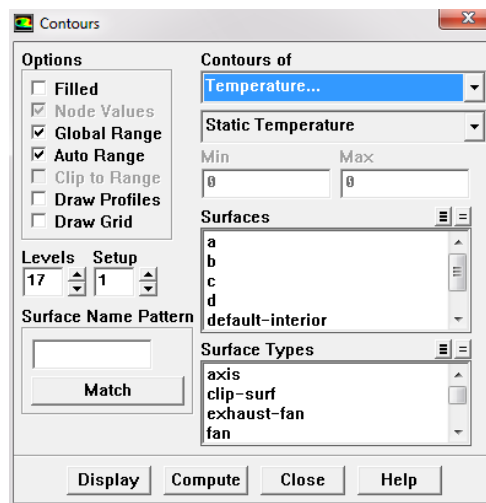 Contours
Options
Filled
Node Values
Global Range
Auto Range
Clip to Range
Draw Profiles
Draw Grid
Levels Setup
17 1
Surface Name Pattern
Match
Contours of
Temperature...
Static Temperature
Min Max
0 0
Surfaces
a
b
c
d
default-interior
Surface Types
axis
clip-surf
exhaust-fan
fan
Display Compute Close Help